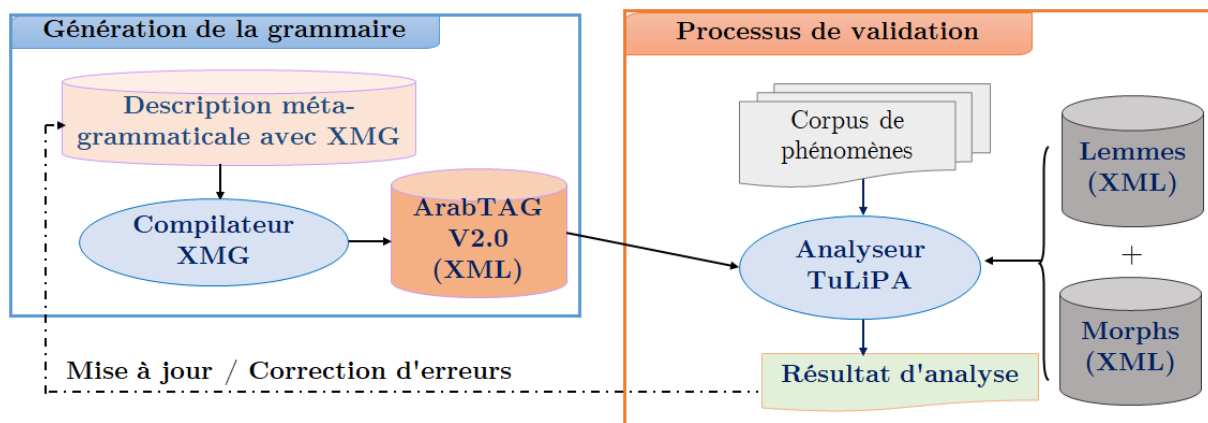 Génération de la grammaire
Description méta-
grammaticale avec XMG
Compilateur
XMG
ArabTAG
V2.0
(XML)
Processus de validation
Corpus de
phénomènes
Analyseur
TuLiPA
Lemmes
(XML)
+
Morphs
(XML)
Résultat d'analyse
Mise à jour / Correction d'erreurs